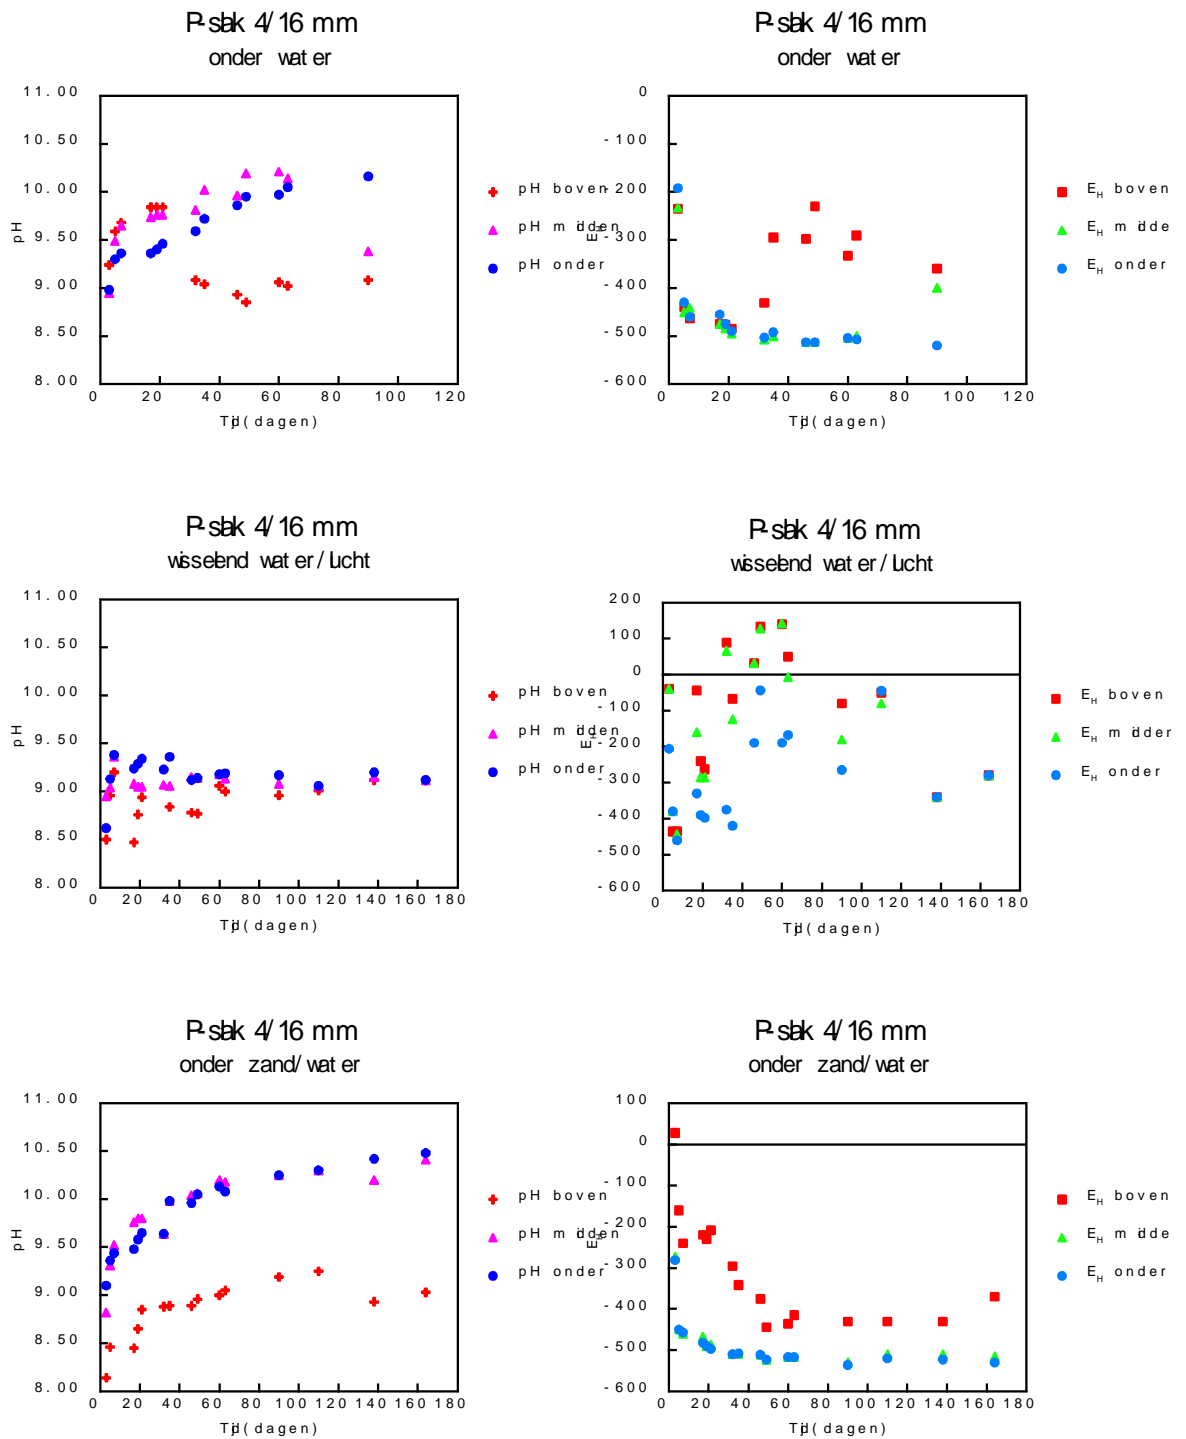 P-slak 4/16 mm
onder water
11.00
10.50
10.00
9.50
9.00
8.50
8.00
pH
0 20 40 60 80 100 120
Tijd(dagen)
pH boven
pH midden
pH onder
P-slak 4/16 mm
onder water
0
-100
-200
-300
-400
-500
-600
EH
0 20 40 60 80 100 120
Tijd(dagen)
EH boven
EH midde
EH onder
P-slak 4/16 mm
wisselend water/lucht
11.00
10.50
10.00
9.50
9.00
8.50
8.00
pH
0 20 40 60 80 100 120 140 160 180
Tijd(dagen)
pH boven
pH midden
pH onder
P-slak 4/16 mm
wisselend water/lucht
200
100
0
-100
-200
-300
-400
-500
-600
EH
0 20 40 60 80 100 120 140 160 180
Tijd(dagen)
EH boven
EH midder
EH onder
P-slak 4/16 mm
onder zand/water
11.00
10.50
10.00
9.50
9.00
8.50
8.00
pH
0 20 40 60 80 100 120 140 160 180
Tijd(dagen)
pH boven
pH midden
pH onder
P-slak 4/16 mm
onder zand/water
100
0
-100
-200
-300
-400
-500
-600
EH
0 20 40 60 80 100 120 140 160 180
Tijd(dagen)
EH boven
EH midde
EH onder